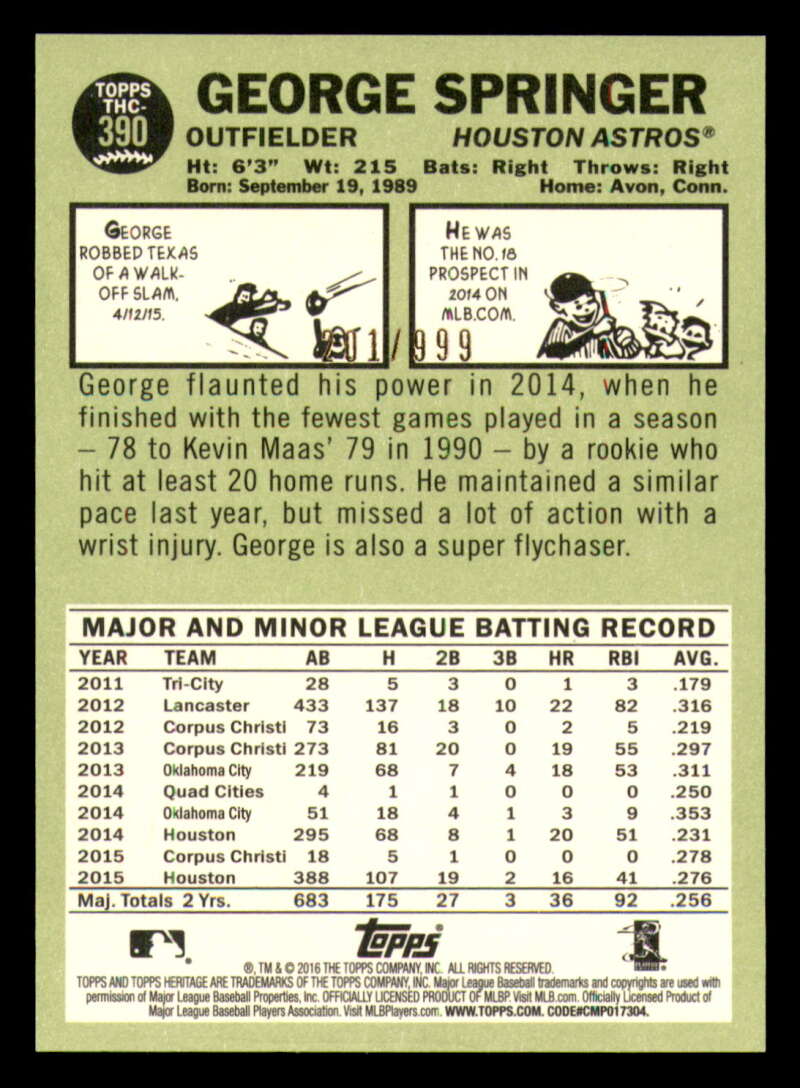 TOPPS
THC-
390
GEORGE SPRINGER
OUTFIELDER HOUSTON ASTROS®
Ht: 6'3" Wt: 215 Bats: Right Throws: Right
Born: September 19, 1989 Home: Avon, Conn.
GEORGE
ROBBED TEXAS
OF A WALK-
OFF SLAM,
4/12/15.
HE WAS
THE NO. 18
PROSPECT IN
2014 ON
MLB.COM.
201/999
George flaunted his power in 2014, when he
finished with the fewest games played in a season
– 78 to Kevin Maas' 79 in 1990 – by a rookie who
hit at least 20 home runs. He maintained a similar
pace last year, but missed a lot of action with a
wrist injury. George is also a super flychaser.
MAJOR AND MINOR LEAGUE BATTING RECORD
YEAR TEAM AB H 2B 3B HR RBI AVG.
2011 Tri-City 28 5 3 0 1 3 .179
2012 Lancaster 433 137 18 10 22 82 .316
2012 Corpus Christi 73 16 3 0 2 5 .219
2013 Corpus Christi 273 81 20 0 19 55 .297
2013 Oklahoma City 219 68 7 4 18 53 .311
2014 Quad Cities 4 1 1 0 0 0 .250
2014 Oklahoma City 51 18 4 1 3 9 .353
2014 Houston 295 68 8 1 20 51 .231
2015 Corpus Christi 18 5 1 0 0 0 .278
2015 Houston 388 107 19 2 16 41 .276
Maj. Totals 2 Yrs. 683 175 27 3 36 92 .256
topps®
®, TM & © 2016 THE TOPPS COMPANY, INC. ALL RIGHTS RESERVED.
TOPPS AND TOPPS HERITAGE ARE TRADEMARKS OF THE TOPPS COMPANY, INC. Major League Baseball trademarks and copyrights are used with
permission of Major League Baseball Properties, Inc. OFFICIALLY LICENSED PRODUCT OF MLBP. Visit MLB.com. Officially Licensed Product of
Major League Baseball Players Association. Visit MLBPlayers.com. WWW.TOPPS.COM. CODE#CMP017304.